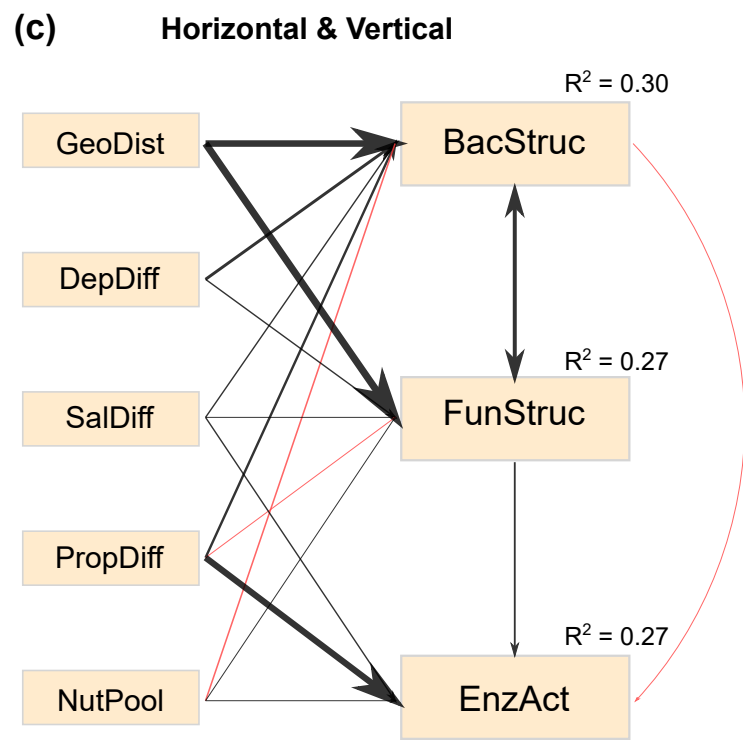 (c) Horizontal & Vertical
R² = 0.30
GeoDist
BacStruc
DepDiff
R² = 0.27
SalDiff
FunStruc
PropDiff
R² = 0.27
NutPool
EnzAct